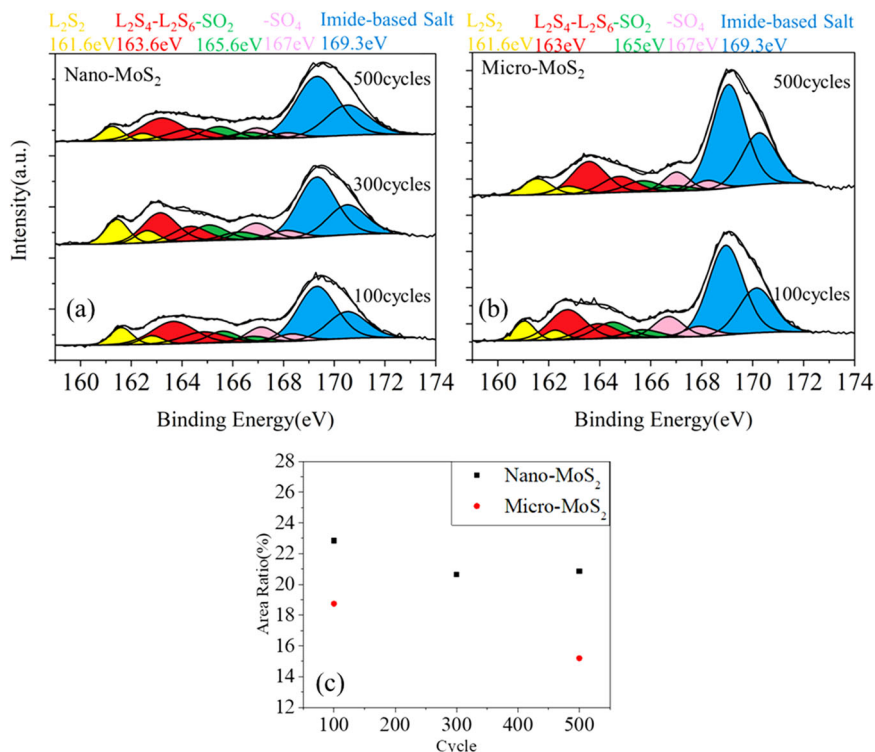 L₂S₂ L₂S₄-L₂S₆-SO₂ -SO₄ Imide-based Salt
161.6eV 163.6eV 165.6eV 167eV 169.3eV
Nano-MoS₂
500cycles
300cycles
100cycles
(a)
Intensity(a.u.)
160 162 164 166 168 170 172 174
Binding Energy(eV)
L₂S₂ L₂S₄-L₂S₆-SO₂ -SO₄ Imide-based Salt
161.6eV 163eV 165eV 167eV 169.3eV
Micro-MoS₂
500cycles
100cycles
(b)
160 162 164 166 168 170 172 174
Binding Energy(eV)
28
26
24
22
20
18
16
14
12
Area Ratio(%)
Nano-MoS₂
Micro-MoS₂
(c)
100 200 300 400 500
Cycle